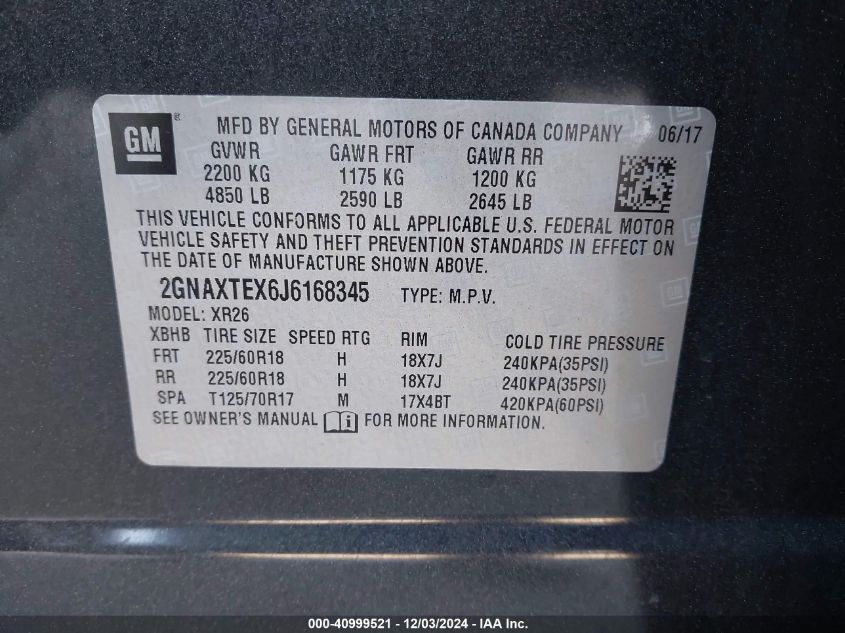 GM
MFD BY GENERAL MOTORS OF CANADA COMPANY 06/17
GVWR GAWR FRT GAWR RR
2200 KG 1175 KG 1200 KG
4850 LB 2590 LB 2645 LB
THIS VEHICLE CONFORMS TO ALL APPLICABLE U.S. FEDERAL MOTOR
VEHICLE SAFETY AND THEFT PREVENTION STANDARDS IN EFFECT ON
THE DATE OF MANUFACTURE SHOWN ABOVE.
2GNAXTEX6J6168345 TYPE: M.P.V.
MODEL: XR26
XBHB TIRE SIZE SPEED RTG RIM COLD TIRE PRESSURE
FRT 225/60R18 H 18X7J 240KPA(35PSI)
RR 225/60R18 H 18X7J 240KPA(35PSI)
SPA T125/70R17 M 17X4BT 420KPA(60PSI)
SEE OWNER'S MANUAL i FOR MORE INFORMATION.
000-40999521 - 12/03/2024 - IAA Inc.